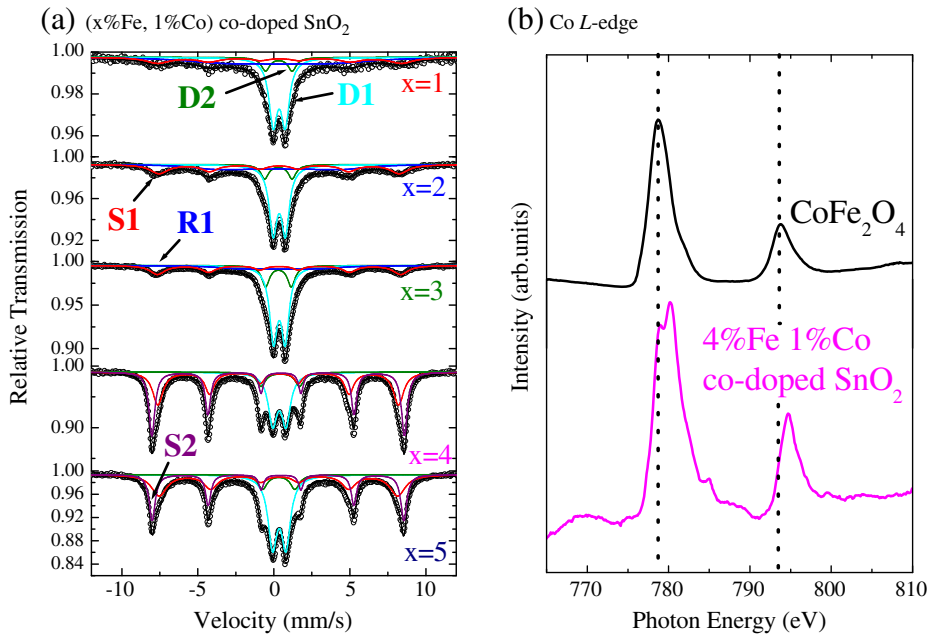 (a) (x%Fe, 1%Co) co-doped SnO₂
1.00
0.98
0.96
D2
D1
x=1
1.00
0.96
0.92
S1
x=2
R1
1.00
0.95
0.90
x=3
1.00
0.90
x=4
S2
1.00
0.96
0.92
0.88
0.84
x=5
-10 -5 0 5 10
Velocity (mm/s)
Relative Transmission
(b) Co L-edge
CoFe₂O₄
4%Fe 1%Co
co-doped SnO₂
Intensity (arb.units)
770 780 790 800 810
Photon Energy (eV)